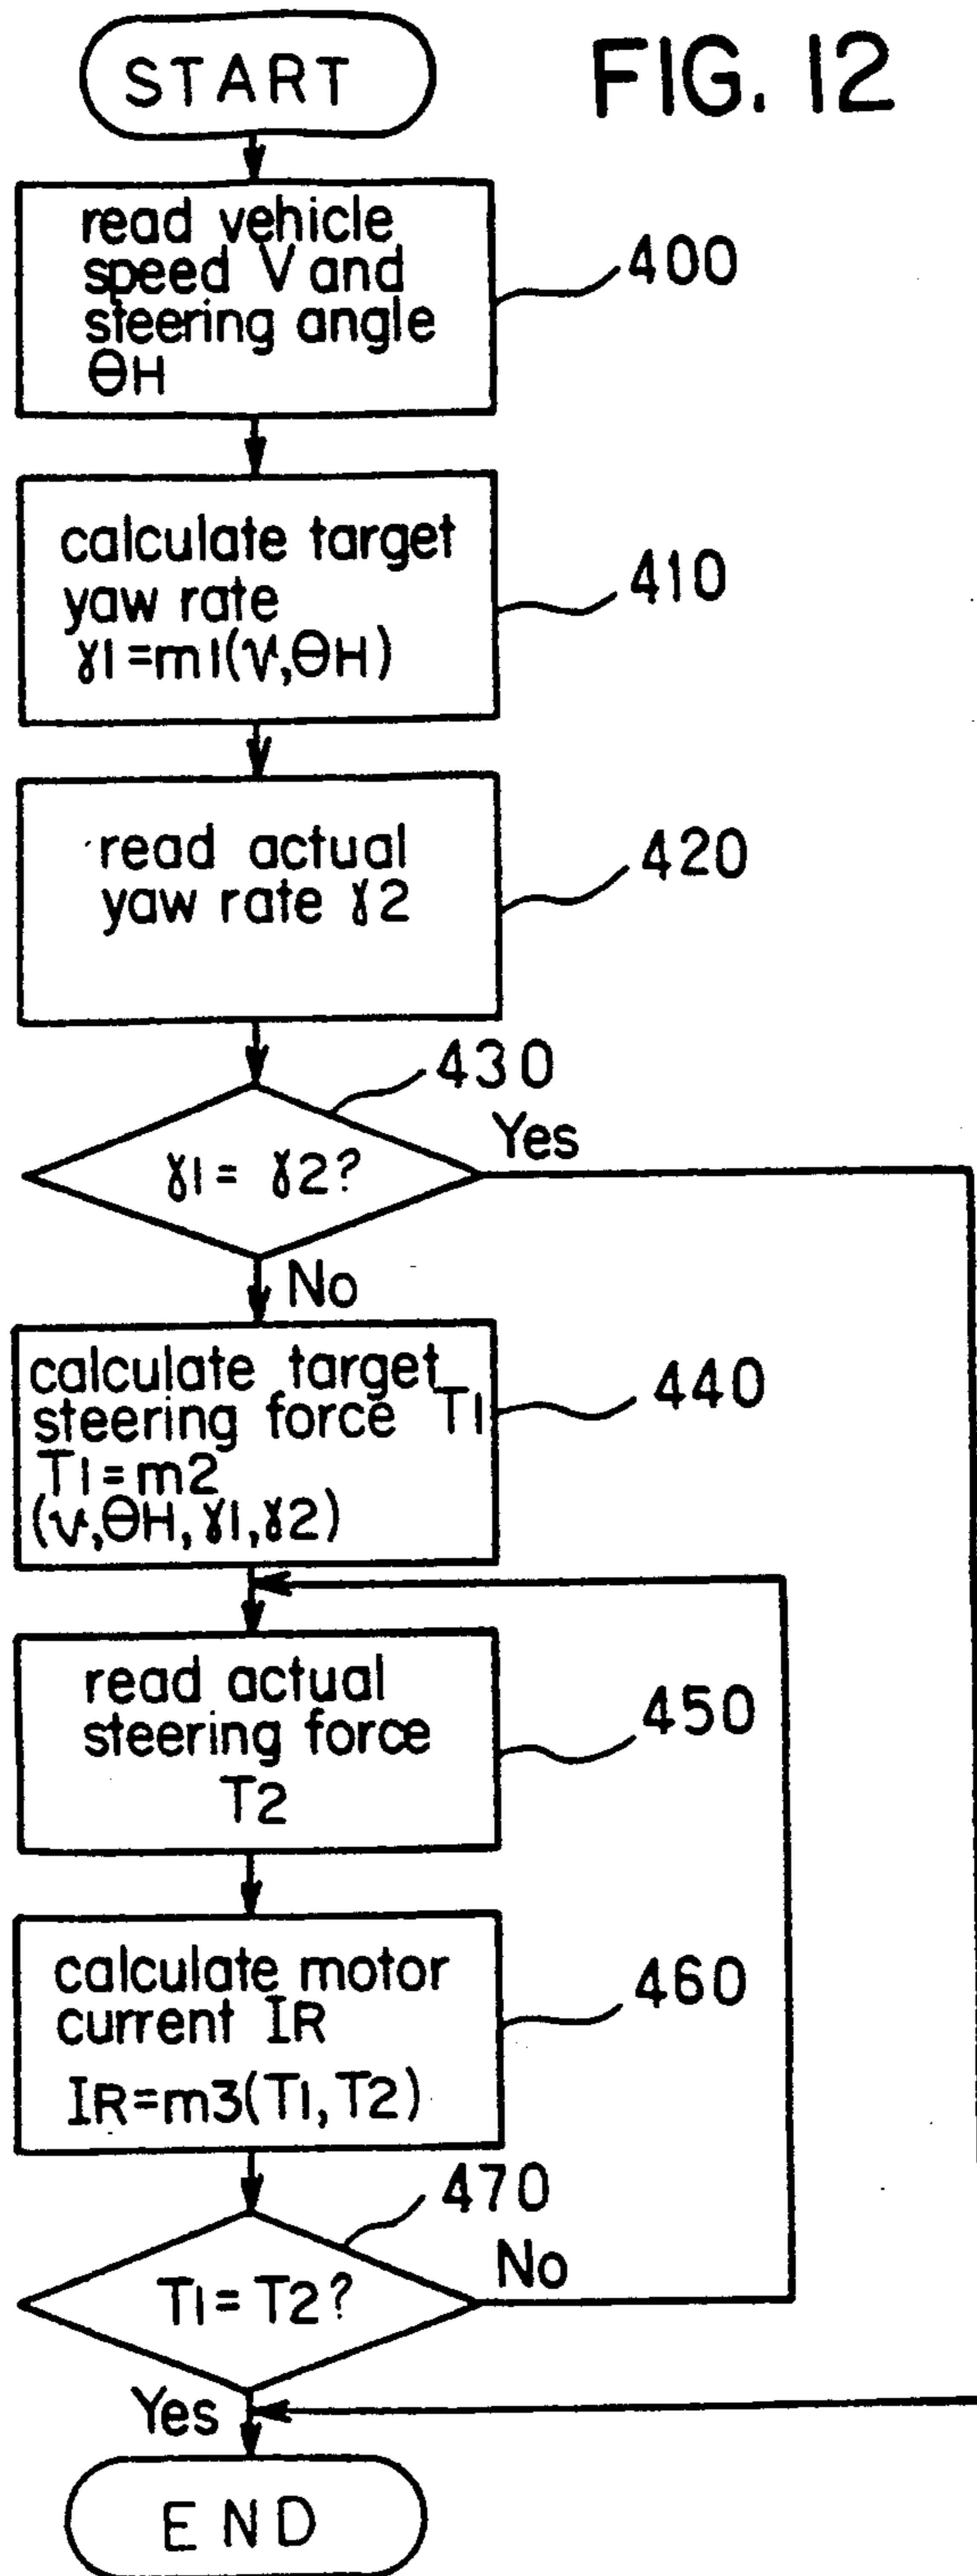 FIG. 12
START
read vehicle
speed V and
steering angle
ΘH
400
calculate target
yaw rate
γ1=m1(V,ΘH)
410
read actual
yaw rate γ2
420
430
γ1= γ2?
Yes
No
calculate target
steering force T1
T1=m2
(V,ΘH,γ1,γ2)
440
read actual
steering force
T2
450
calculate motor
current IR
IR=m3(T1,T2)
460
470
T1=T2?
No
Yes
END